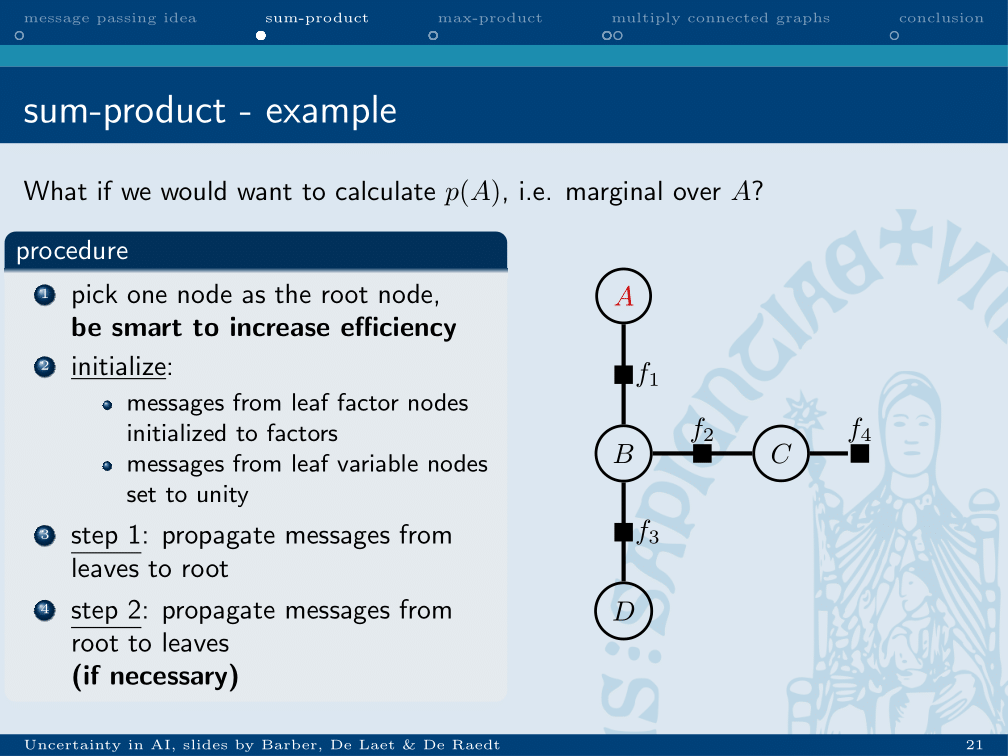 message passing idea sum-product max-product multiply connected graphs conclusion
sum-product - example
What if we would want to calculate p(A), i.e. marginal over A?
procedure
1 pick one node as the root node,
be smart to increase efficiency
2 initialize:
messages from leaf factor nodes
initialized to factors
messages from leaf variable nodes
set to unity
3 step 1: propagate messages from
leaves to root
4 step 2: propagate messages from
root to leaves
(if necessary)
A
f1
f2 f4
B C
f3
D
Uncertainty in AI, slides by Barber, De Laet & De Raedt 21